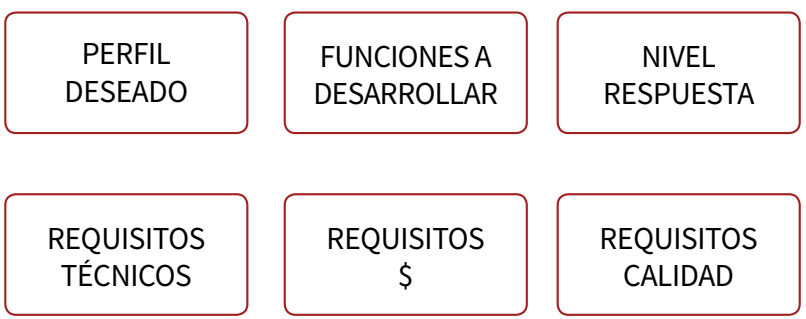 PERFIL
DESEADO
FUNCIONES A
DESARROLLAR
NIVEL
RESPUESTA
REQUISITOS
TÉCNICOS
REQUISITOS
$
REQUISITOS
CALIDAD